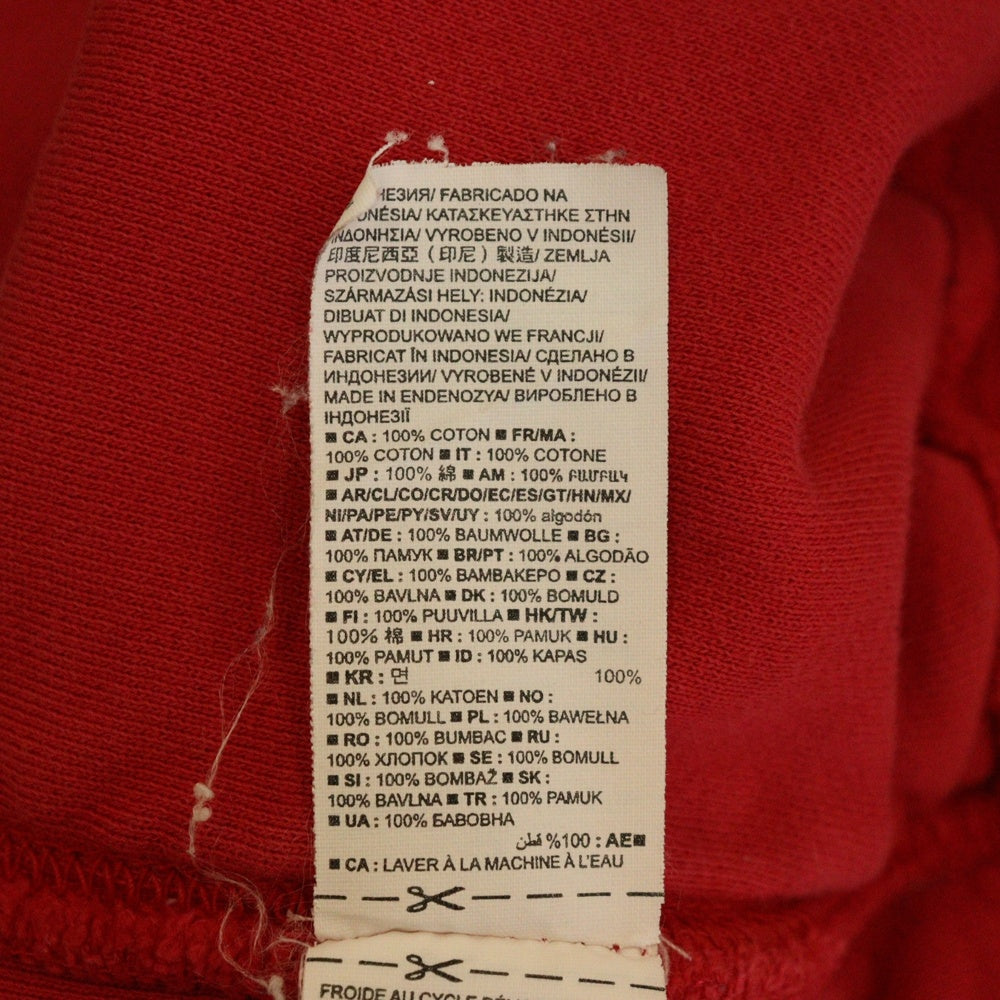 FABRICADO NA
ΚΑΤΑΣΚΕΥΑΣΤΗΚΕ ΣΤΗΝ
ΙΝΔΟΝΗΣΙΑ/ VYROBENO V INDONÉSII/
印度尼西亞 (印尼) 製造/ ZEMLJA
PROIZVODNJE INDONEZIJA/
SZÁRMAZÁSI HELY: INDONÉZIA/
DIBUAT DI INDONESIA/
WYPRODUKOWANO WE FRANCJI/
FABRICAT ÎN INDONESIA/ СДЕЛАНО В
ИНДОНЕЗИИ/ VYROBENÉ V INDONÉZII/
MADE IN ENDENOZYA/ ВИРОБЛЕНО В
ІНДОНЕЗІЇ
■ CA : 100% COTON ■ FR/MA :
100% COTON ■ IT : 100% COTONE
■ JP : 100% 綿 ■ AM : 100% ԲԱՄԲԱԿ
■ AR/CL/CO/CR/DO/EC/ES/GT/HN/MX/
NI/PA/PE/PY/SV/UY : 100% algodón
■ AT/DE : 100% BAUMWOLLE ■ BG :
100% ПАМУК ■ BR/PT : 100% ALGODÃO
■ CY/EL : 100% ΒΑΜΒΑΚΕΡΟ ■ CZ :
100% BAVLNA ■ DK : 100% BOMULD
■ FI : 100% PUUVILLA ■ HK/TW :
100% 棉 ■ HR : 100% PAMUK ■ HU :
100% PAMUT ■ ID : 100% KAPAS
■ KR : 면 100%
■ NL : 100% KATOEN ■ NO :
100% BOMULL ■ PL : 100% BAWEŁNA
■ RO : 100% BUMBAC ■ RU :
100% ХЛОПОК ■ SE : 100% BOMULL
■ SI : 100% BOMBAŽ ■ SK :
100% BAVLNA ■ TR : 100% PAMUK
■ UA : 100% БАВОВНА
■AE : 100% قطن
■ CA : LAVER À LA MACHINE À L'EAU
FROIDE AU CYCLE